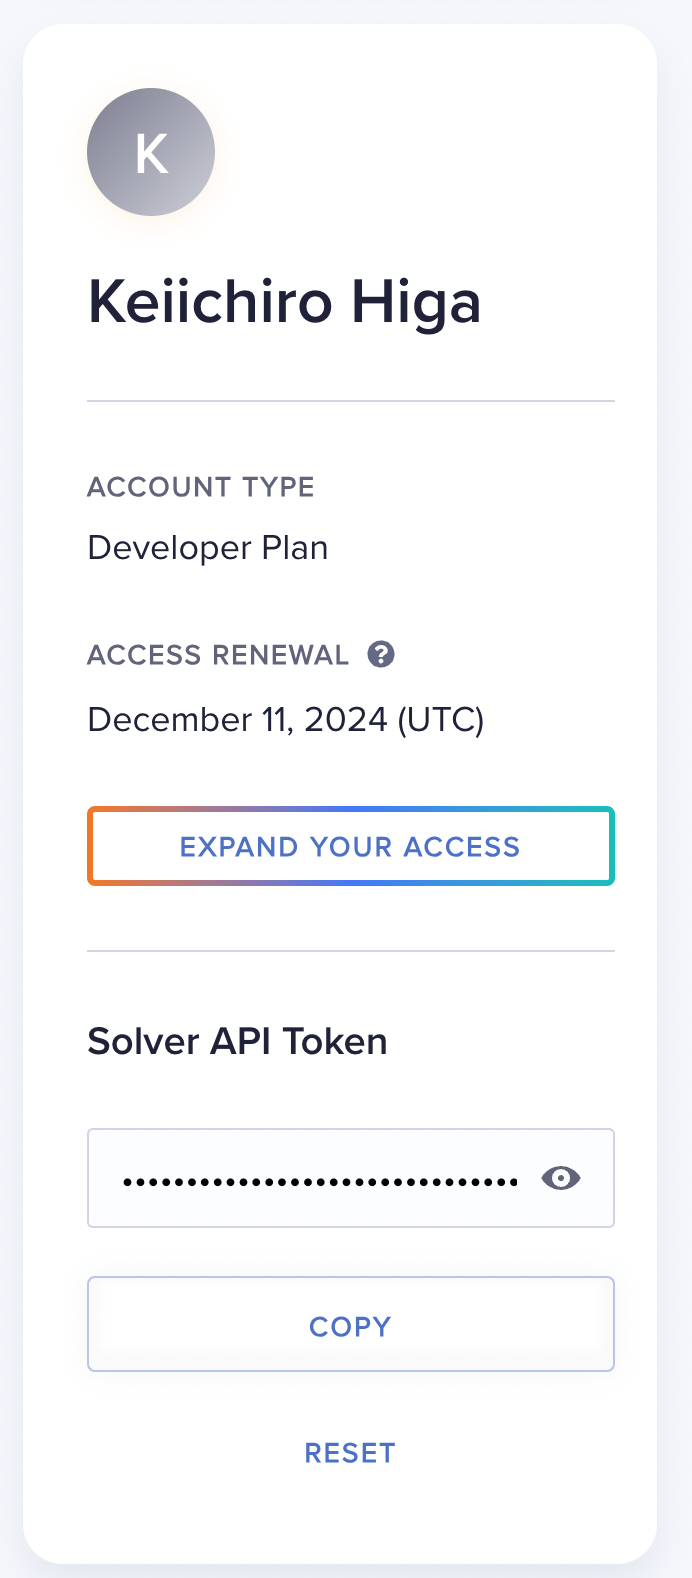 K
Keiichiro Higa
ACCOUNT TYPE
Developer Plan
ACCESS RENEWAL ?
December 11, 2024 (UTC)
EXPAND YOUR ACCESS
Solver API Token
•••••••••••••••••••••••••••••••
COPY
RESET